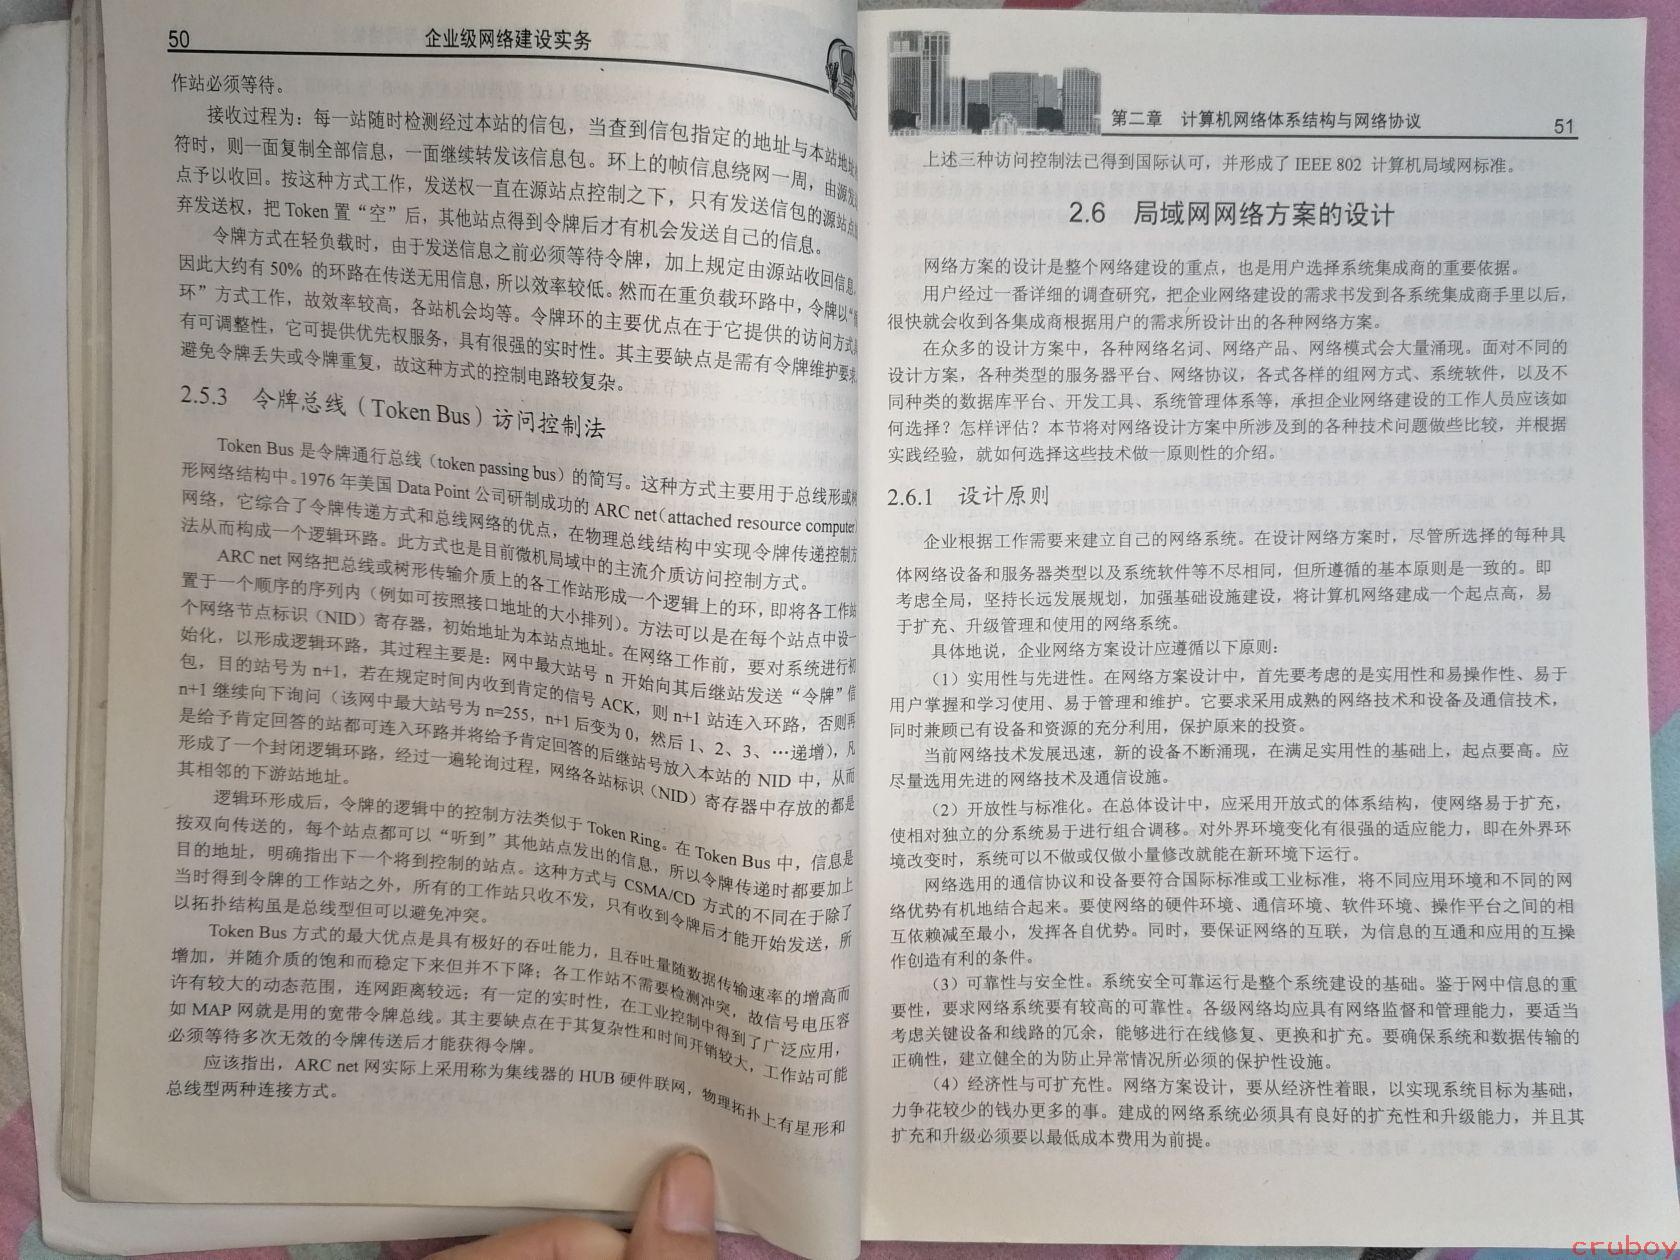 50 企业级网络建设实务
作站必须等待。
接收过程为：每一站随时检测经过本站的信包，当查到信包指定的地址与本站地址
符时，则一面复制全部信息，一面继续转发该信息包。环上的帧信息绕网一周，由源发
点予以收回。按这种方式工作，发送权一直在源站点控制之下，只有发送信包的源站点
弃发送权，把 Token 置“空”后，其他站点得到令牌后才有机会发送自己的信息。
令牌方式在轻负载时，由于发送信息之前必须等待令牌，加上规定由源站收回信息，
因此大约有 50% 的环路在传送无用信息，所以效率较低。然而在重负载环路中，令牌以“
环”方式工作，故效率较高，各站机会均等。令牌环的主要优点在于它提供的访问方式
有可调整性，它可提供优先权服务，具有很强的实时性。其主要缺点是需有令牌维护要求，
避免令牌丢失或令牌重复，故这种方式的控制电路较复杂。
2.5.3 令牌总线（Token Bus）访问控制法
Token Bus 是令牌通行总线（token passing bus）的简写。这种方式主要用于总线形或树
形网络结构中。1976 年美国 Data Point 公司研制成功的 ARC net（attached resource computer）
网络，它综合了令牌传递方式和总线网络的优点，在物理总线结构中实现令牌传递控制方
法从而构成一个逻辑环路。此方式也是目前微机局域中的主流介质访问控制方式。
ARC net 网络把总线或树形传输介质上的各工作站形成一个逻辑上的环，即将各工作站
置于一个顺序的序列内（例如可按照接口地址的大小排列）。方法可以是在每个站点中设一
个网络节点标识（NID）寄存器，初始地址为本站点地址。在网络工作前，要对系统进行初
始化，以形成逻辑环路，其过程主要是：网中最大站号 n 开始向其后继站发送“令牌”信
包，目的站号为 n+1，若在规定时间内收到肯定的信号 ACK，则 n+1 站连入环路，否则再
n+1 继续向下询问（该网中最大站号为 n=255，n+1 后变为 0，然后 1、2、3、…递增），凡
是给予肯定回答的站都可连入环路并将给予肯定回答的后继站号放入本站的 NID 中，从而
形成了一个封闭逻辑环路，经过一遍轮询过程，网络各站标识（NID）寄存器中存放的都是
其相邻的下游站地址。
逻辑环形成后，令牌的逻辑中的控制方法类似于 Token Ring。在 Token Bus 中，信息是
按双向传送的，每个站点都可以“听到”其他站点发出的信息，所以令牌传递时都要加上
目的地址，明确指出下一个将到控制的站点。这种方式与 CSMA/CD 方式的不同在于除了
当时得到令牌的工作站之外，所有的工作站只收不发，只有收到令牌后才能开始发送，所
以拓扑结构虽是总线型但可以避免冲突。
Token Bus 方式的最大优点是具有极好的吞吐能力，且吞吐量随数据传输速率的增高而
增加，并随介质的饱和而稳定下来但并不下降；各工作站不需要检测冲突，故信号电压容
许有较大的动态范围，连网距离较远；有一定的实时性，在工业控制中得到了广泛应用，
如 MAP 网就是用的宽带令牌总线。其主要缺点在于其复杂性和时间开销较大，工作站可能
必须等待多次无效的令牌传送后才能获得令牌。
应该指出，ARC net 网实际上采用称为集线器的 HUB 硬件联网，物理拓扑上有星形和
总线型两种连接方式。
第二章 计算机网络体系结构与网络协议 51
上述三种访问控制法已得到国际认可，并形成了 IEEE 802 计算机局域网标准。
2.6 局域网网络方案的设计
网络方案的设计是整个网络建设的重点，也是用户选择系统集成商的重要依据。
用户经过一番详细的调查研究，把企业网络建设的需求书发到各系统集成商手里以后，
很快就会收到各集成商根据用户的需求所设计出的各种网络方案。
在众多的设计方案中，各种网络名词、网络产品、网络模式会大量涌现。面对不同的
设计方案，各种类型的服务器平台、网络协议，各式各样的组网方式、系统软件，以及不
同种类的数据库平台、开发工具、系统管理体系等，承担企业网络建设的工作人员应该如
何选择？怎样评估？本节将对网络设计方案中所涉及到的各种技术问题做些比较，并根据
实践经验，就如何选择这些技术做一原则性的介绍。
2.6.1 设计原则
企业根据工作需要来建立自己的网络系统。在设计网络方案时，尽管所选择的每种具
体网络设备和服务器类型以及系统软件等不尽相同，但所遵循的基本原则是一致的。即
考虑全局，坚持长远发展规划，加强基础设施建设，将计算机网络建成一个起点高，易
于扩充、升级管理和使用的网络系统。
具体地说，企业网络方案设计应遵循以下原则：
（1）实用性与先进性。在网络方案设计中，首先要考虑的是实用性和易操作性、易于
用户掌握和学习使用、易于管理和维护。它要求采用成熟的网络技术和设备及通信技术，
同时兼顾已有设备和资源的充分利用，保护原来的投资。
当前网络技术发展迅速，新的设备不断涌现，在满足实用性的基础上，起点要高。应
尽量选用先进的网络技术及通信设施。
（2）开放性与标准化。在总体设计中，应采用开放式的体系结构，使网络易于扩充，
使相对独立的分系统易于进行组合调移。对外界环境变化有很强的适应能力，即在外界环
境改变时，系统可以不做或仅做小量修改就能在新环境下运行。
网络选用的通信协议和设备要符合国际标准或工业标准，将不同应用环境和不同的网
络优势有机地结合起来。要使网络的硬件环境、通信环境、软件环境、操作平台之间的相
互依赖减至最小，发挥各自优势。同时，要保证网络的互联，为信息的互通和应用的互操
作创造有利的条件。
（3）可靠性与安全性。系统安全可靠运行是整个系统建设的基础。鉴于网中信息的重
要性，要求网络系统要有较高的可靠性。各级网络均应具有网络监督和管理能力，要适当
考虑关键设备和线路的冗余，能够进行在线修复、更换和扩充。要确保系统和数据传输的
正确性，建立健全的为防止异常情况所必须的保护性设施。
（4）经济性与可扩充性。网络方案设计，要从经济性着眼，以实现系统目标为基础，
力争花较少的钱办更多的事。建成的网络系统必须具有良好的扩充性和升级能力，并且其
扩充和升级必须要以最低成本费用为前提。
cruboy